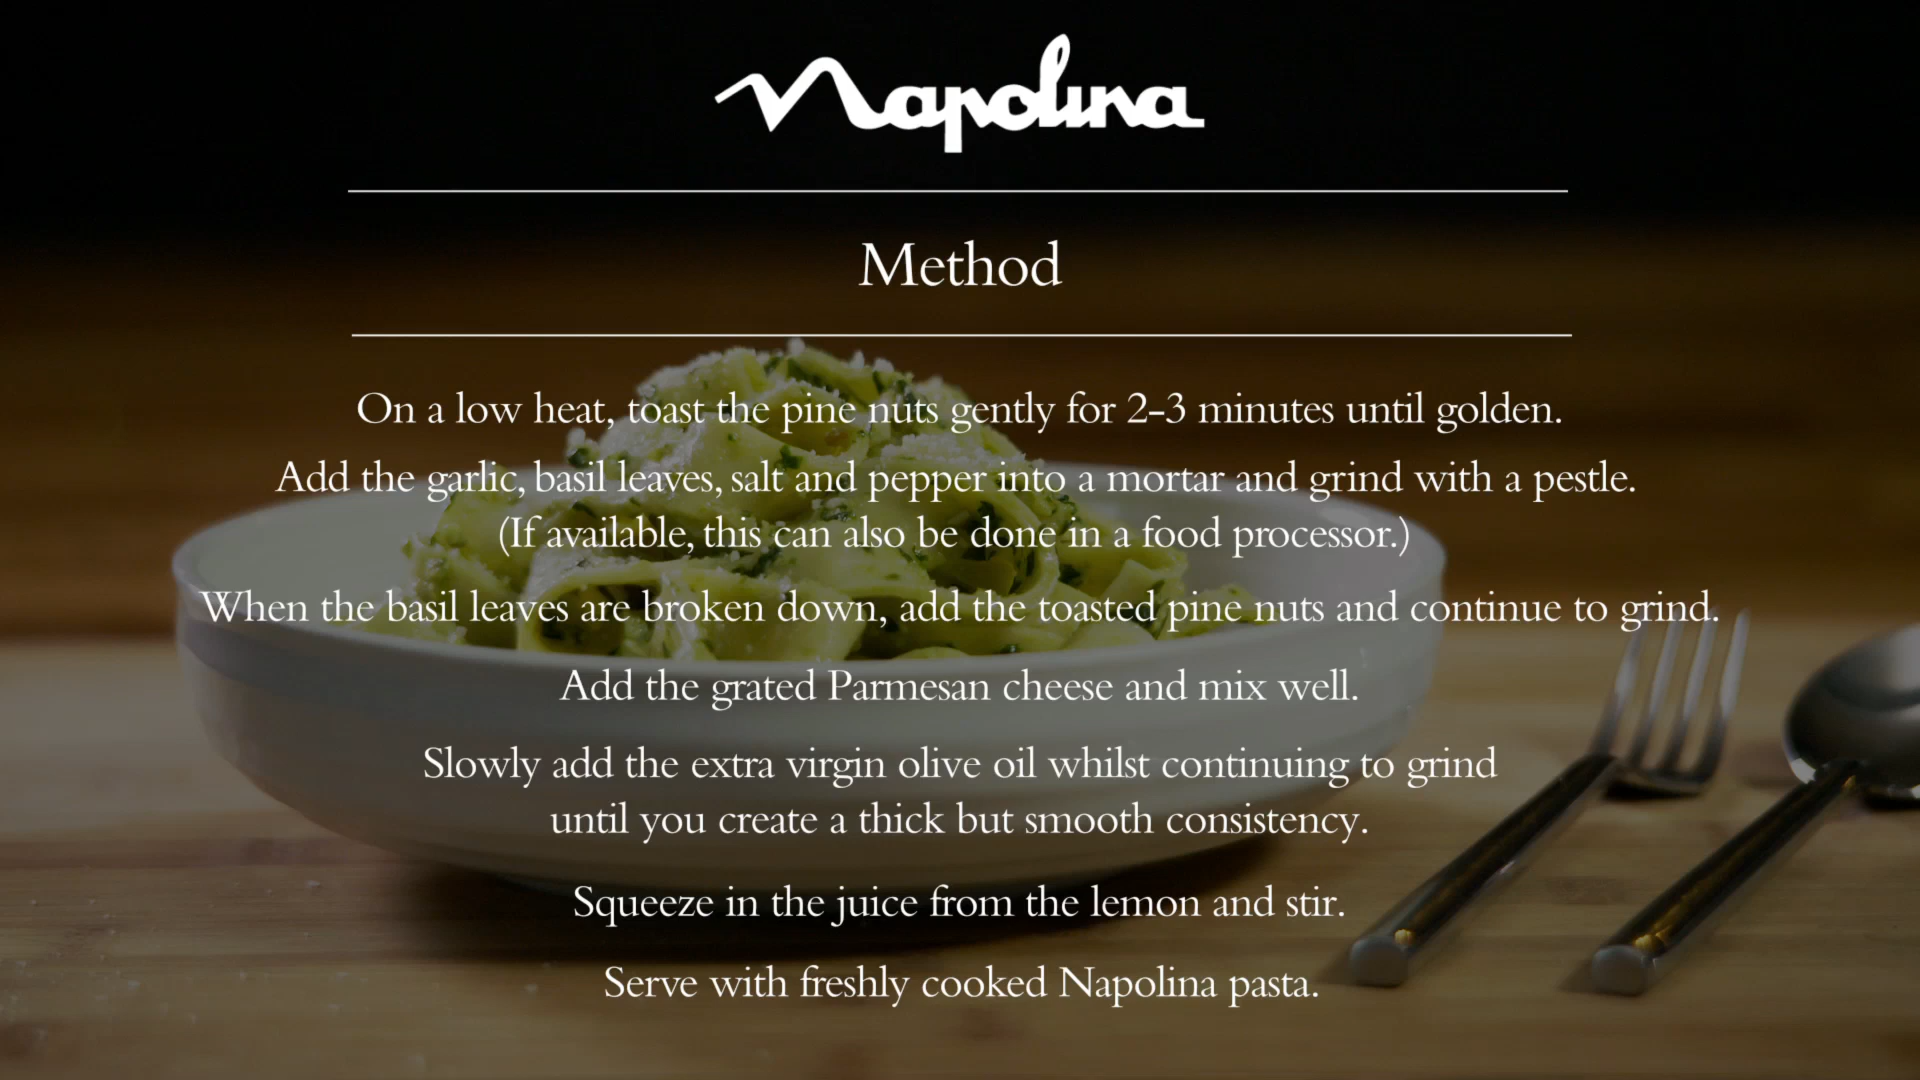 Napolina
Method
On a low heat, toast the pine nuts gently for 2-3 minutes until golden.
Add the garlic, basil leaves, salt and pepper into a mortar and grind with a pestle.
(If available, this can also be done in a food processor.)
When the basil leaves are broken down, add the toasted pine nuts and continue to grind.
Add the grated Parmesan cheese and mix well.
Slowly add the extra virgin olive oil whilst continuing to grind
until you create a thick but smooth consistency.
Squeeze in the juice from the lemon and stir.
Serve with freshly cooked Napolina pasta.